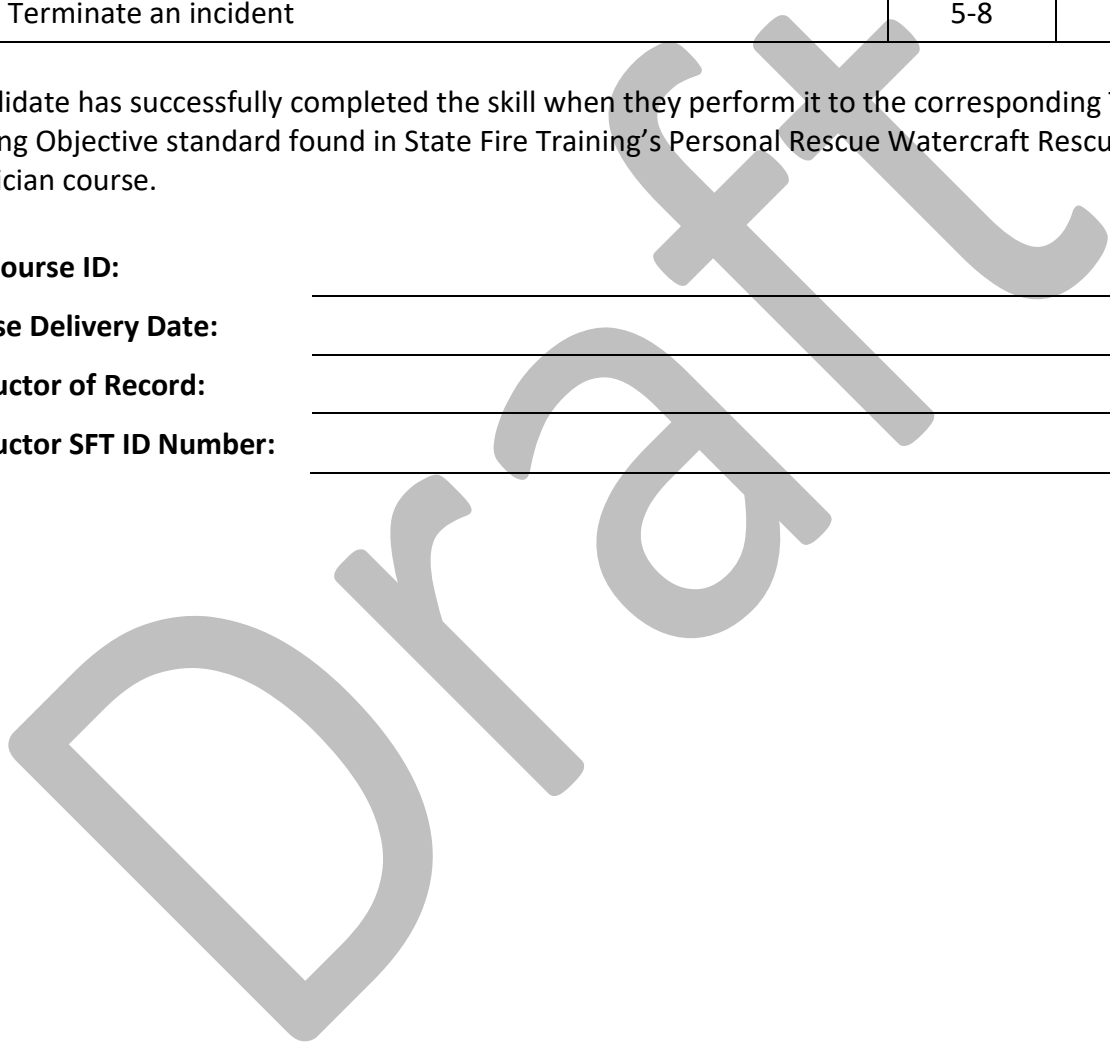 Terminate an incident 5-8
lidate has successfully completed the skill when they perform it to the corresponding
ng Objective standard found in State Fire Training’s Personal Rescue Watercraft Rescu
ician course.
ourse ID:
se Delivery Date:
uctor of Record:
uctor SFT ID Number:
Draft